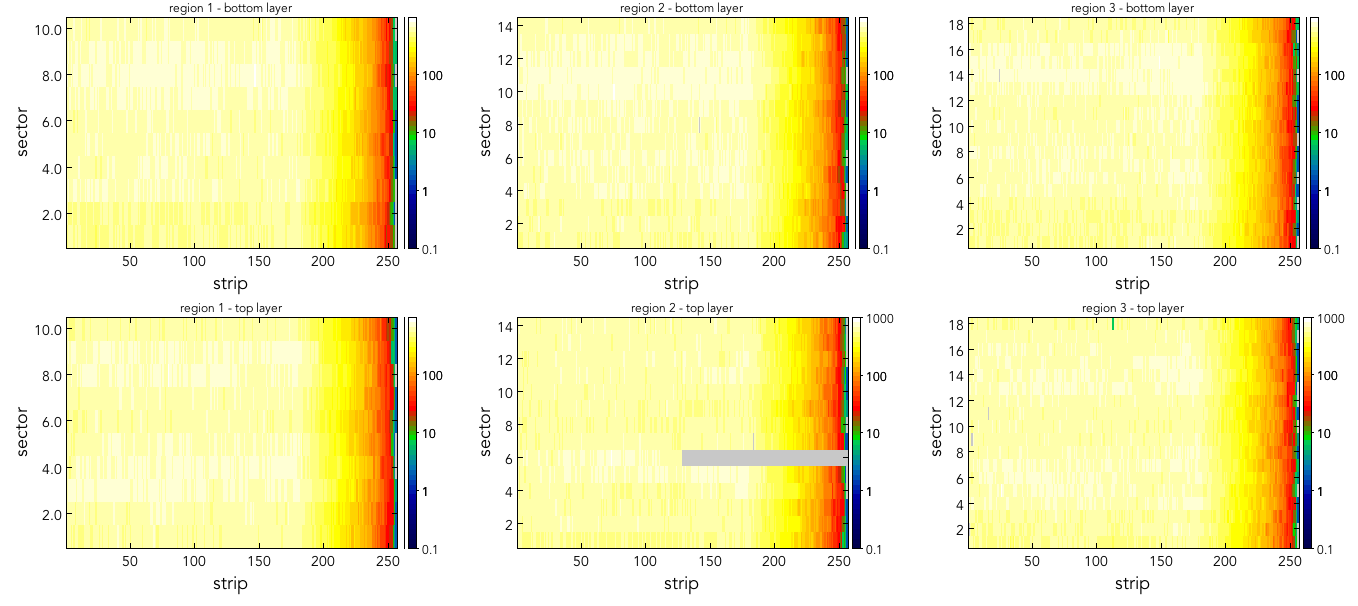 region 1 - bottom layer
region 2 - bottom layer
region 3 - bottom layer
sector
10.0
8.0
6.0
4.0
2.0
50 100 150 200 250
strip
100
10
1
0.1
sector
14
12
10
8
6
4
2
50 100 150 200 250
strip
100
10
1
0.1
sector
18
16
14
12
10
8
6
4
2
50 100 150 200 250
strip
100
10
1
0.1
region 1 - top layer
region 2 - top layer
region 3 - top layer
sector
10.0
8.0
6.0
4.0
2.0
50 100 150 200 250
strip
100
10
1
0.1
sector
14
12
10
8
6
4
2
50 100 150 200 250
strip
1000
100
10
1
0.1
sector
18
16
14
12
10
8
6
4
2
50 100 150 200 250
strip
1000
100
10
1
0.1